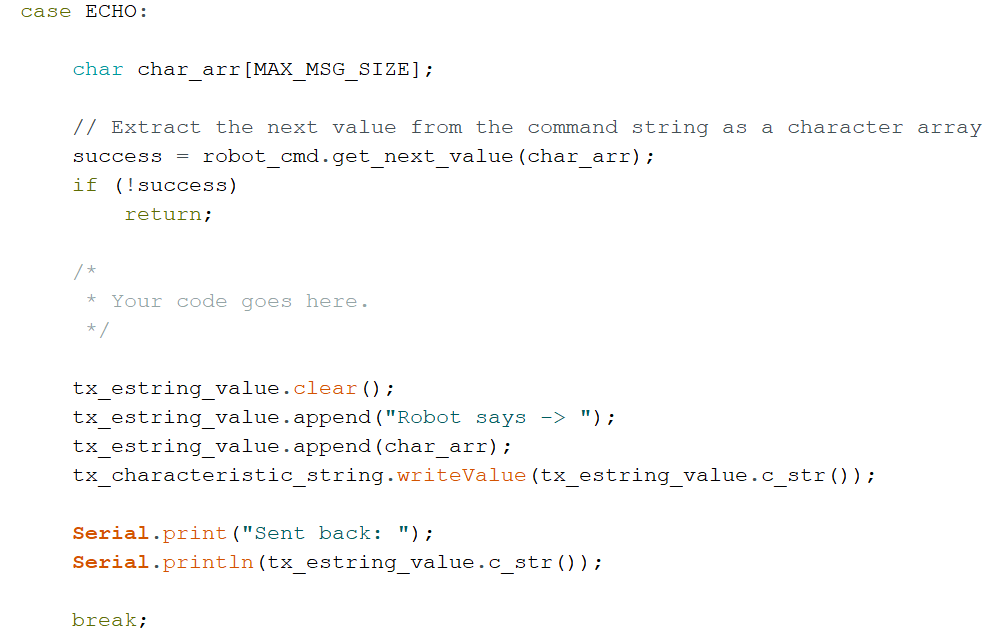 case ECHO:
char char_arr[MAX_MSG_SIZE];
// Extract the next value from the command string as a character array
success = robot_cmd.get_next_value(char_arr);
if (!success)
return;
/*
* Your code goes here.
*/
tx_estring_value.clear();
tx_estring_value.append("Robot says -> ");
tx_estring_value.append(char_arr);
tx_characteristic_string.writeValue(tx_estring_value.c_str());
Serial.print("Sent back: ");
Serial.println(tx_estring_value.c_str());
break;